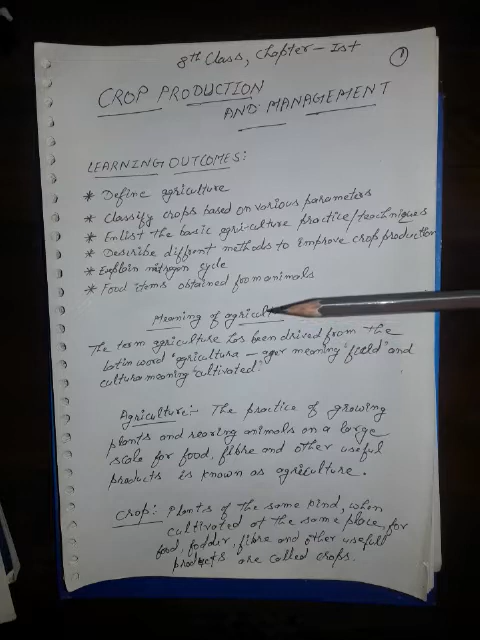 8th Class, Chapter - Ist
1
CROP PRODUCTION
AND MANAGEMENT
LEARNING OUTCOMES:
* Define agriculture
* Classify crops based on various parameters
* Enlist the basic agri-culture practice/teachniques
* Describe diffrent methods to improve crop production
* Explain nitrogen cycle
* Food items obtained from animals
Meaning of agricult
The term agriculture has been drived from the
latin word "agricultura - ager meaning "field" and
cultura meaning "cultivated".
Agriculture:- The practice of growing
plants and rearing animals on a large
scale for food, fibre and other useful
products is known as agriculture.
Crop: Plants of the same kind, when
cultivated at the same place, for
food, fodder, fibre and other usefull
products are called crops.